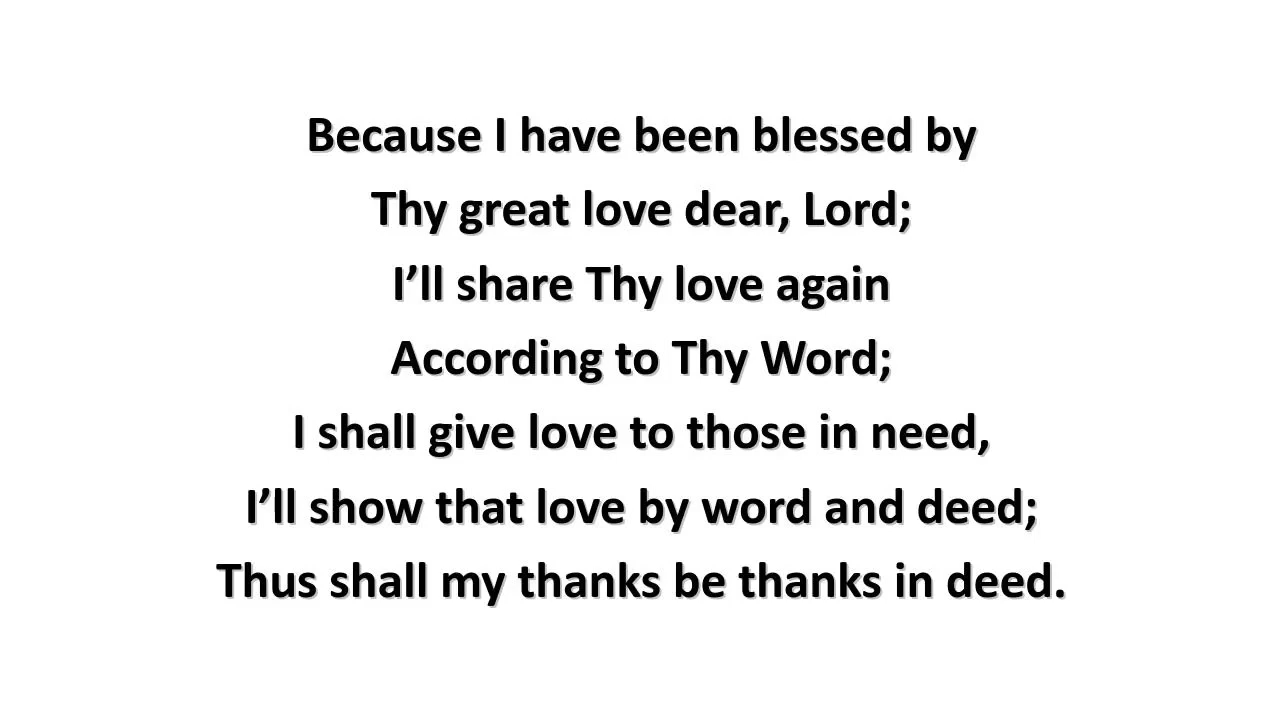 Because I have been blessed by
Thy great love dear, Lord;
I’ll share Thy love again
According to Thy Word;
I shall give love to those in need,
I’ll show that love by word and deed;
Thus shall my thanks be thanks in deed.